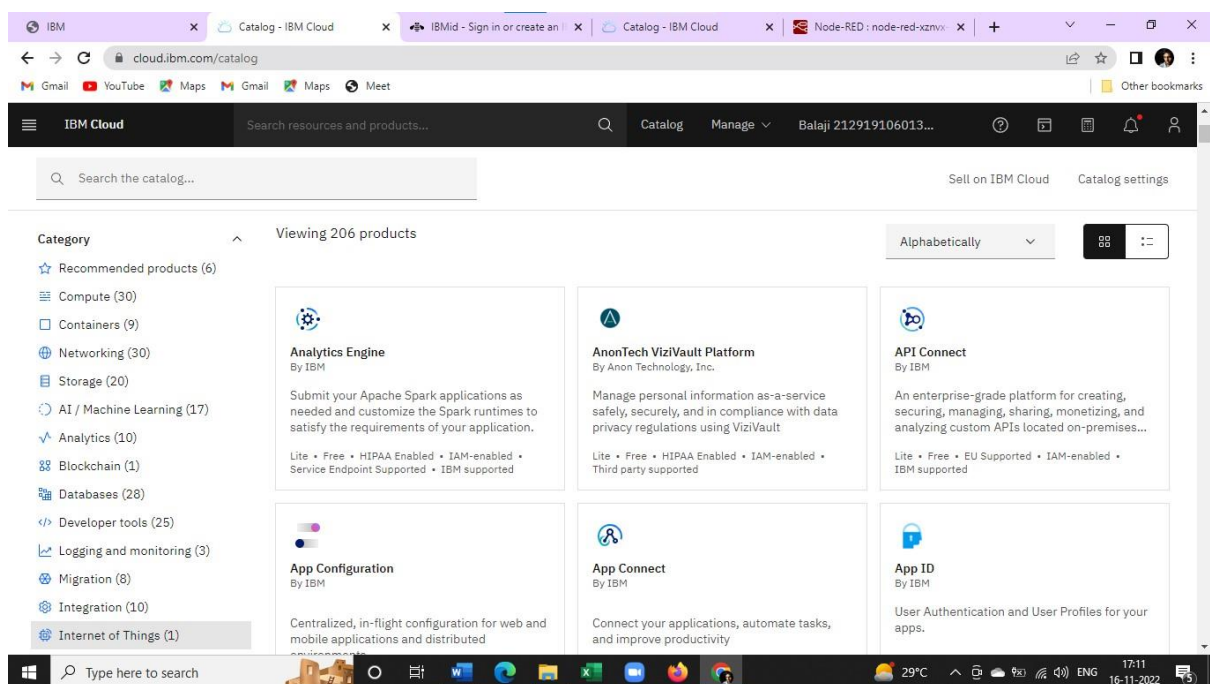 IBM
Catalog - IBM Cloud
IBMid - Sign in or create an I
Catalog - IBM Cloud
Node-RED : node-red-xznvx
cloud.ibm.com/catalog
Gmail YouTube Maps Gmail Maps Meet Other bookmarks
IBM Cloud Search resources and products... Catalog Manage Balaji 212919106013...
Search the catalog... Sell on IBM Cloud Catalog settings
Category
Recommended products (6)
Compute (30)
Containers (9)
Networking (30)
Storage (20)
AI / Machine Learning (17)
Analytics (10)
Blockchain (1)
Databases (28)
Developer tools (25)
Logging and monitoring (3)
Migration (8)
Integration (10)
Internet of Things (1)
Viewing 206 products
Alphabetically
Analytics Engine
By IBM
Submit your Apache Spark applications as
needed and customize the Spark runtimes to
satisfy the requirements of your application.
Lite • Free • HIPAA Enabled • IAM-enabled •
Service Endpoint Supported • IBM supported
AnonTech ViziVault Platform
By Anon Technology, Inc.
Manage personal information as-a-service
safely, securely, and in compliance with data
privacy regulations using ViziVault
Lite • Free • HIPAA Enabled • IAM-enabled •
Third party supported
API Connect
By IBM
An enterprise-grade platform for creating,
securing, managing, sharing, monetizing, and
analyzing custom APIs located on-premises...
Lite • Free • EU Supported • IAM-enabled •
IBM supported
App Configuration
By IBM
Centralized, in-flight configuration for web and
mobile applications and distributed
environments
App Connect
By IBM
Connect your applications, automate tasks,
and improve productivity
App ID
By IBM
User Authentication and User Profiles for your
apps.
Type here to search
29°C
ENG
17:11
16-11-2022
5